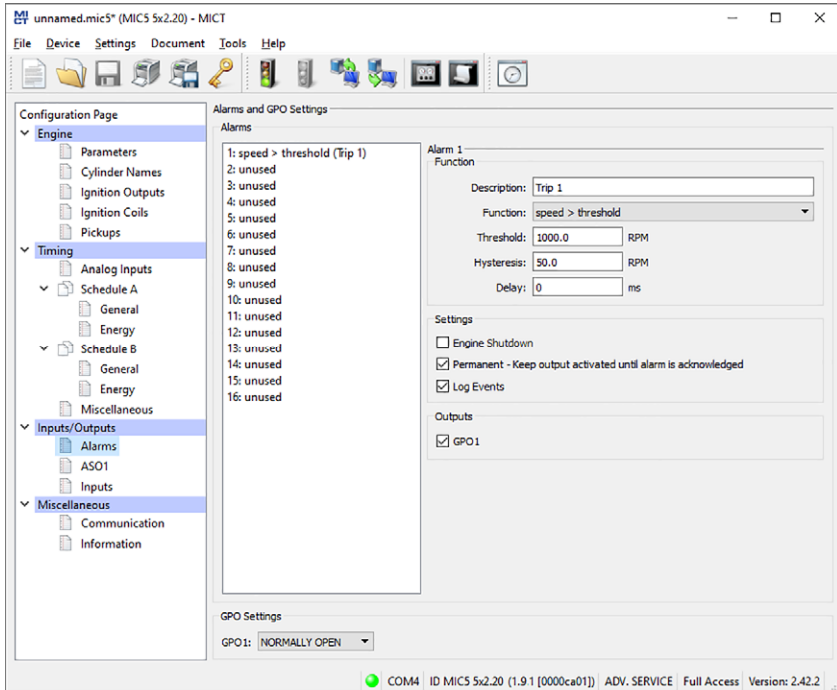 unnamed.mic5* (MIC5 5x2.20) - MICT
File Device Settings Document Tools Help
Configuration Page
Engine
Parameters
Cylinder Names
Ignition Outputs
Ignition Coils
Pickups
Timing
Analog Inputs
Schedule A
General
Energy
Schedule B
General
Energy
Miscellaneous
Inputs/Outputs
Alarms
ASO1
Inputs
Miscellaneous
Communication
Information
Alarms and GPO Settings
Alarms
1: speed > threshold (Trip 1)
2: unused
3: unused
4: unused
5: unused
6: unused
7: unused
8: unused
9: unused
10: unused
11: unused
12: unused
13: unused
14: unused
15: unused
16: unused
Alarm 1
Function
Description: Trip 1
Function: speed > threshold
Threshold: 1000.0 RPM
Hysteresis: 50.0 RPM
Delay: 0 ms
Settings
Engine Shutdown
Permanent - Keep output activated until alarm is acknowledged
Log Events
Outputs
GPO1
GPO Settings
GPO1: NORMALLY OPEN
COM4 ID MIC5 5x2.20 (1.9.1 [0000ca01]) ADV. SERVICE Full Access Version: 2.42.2